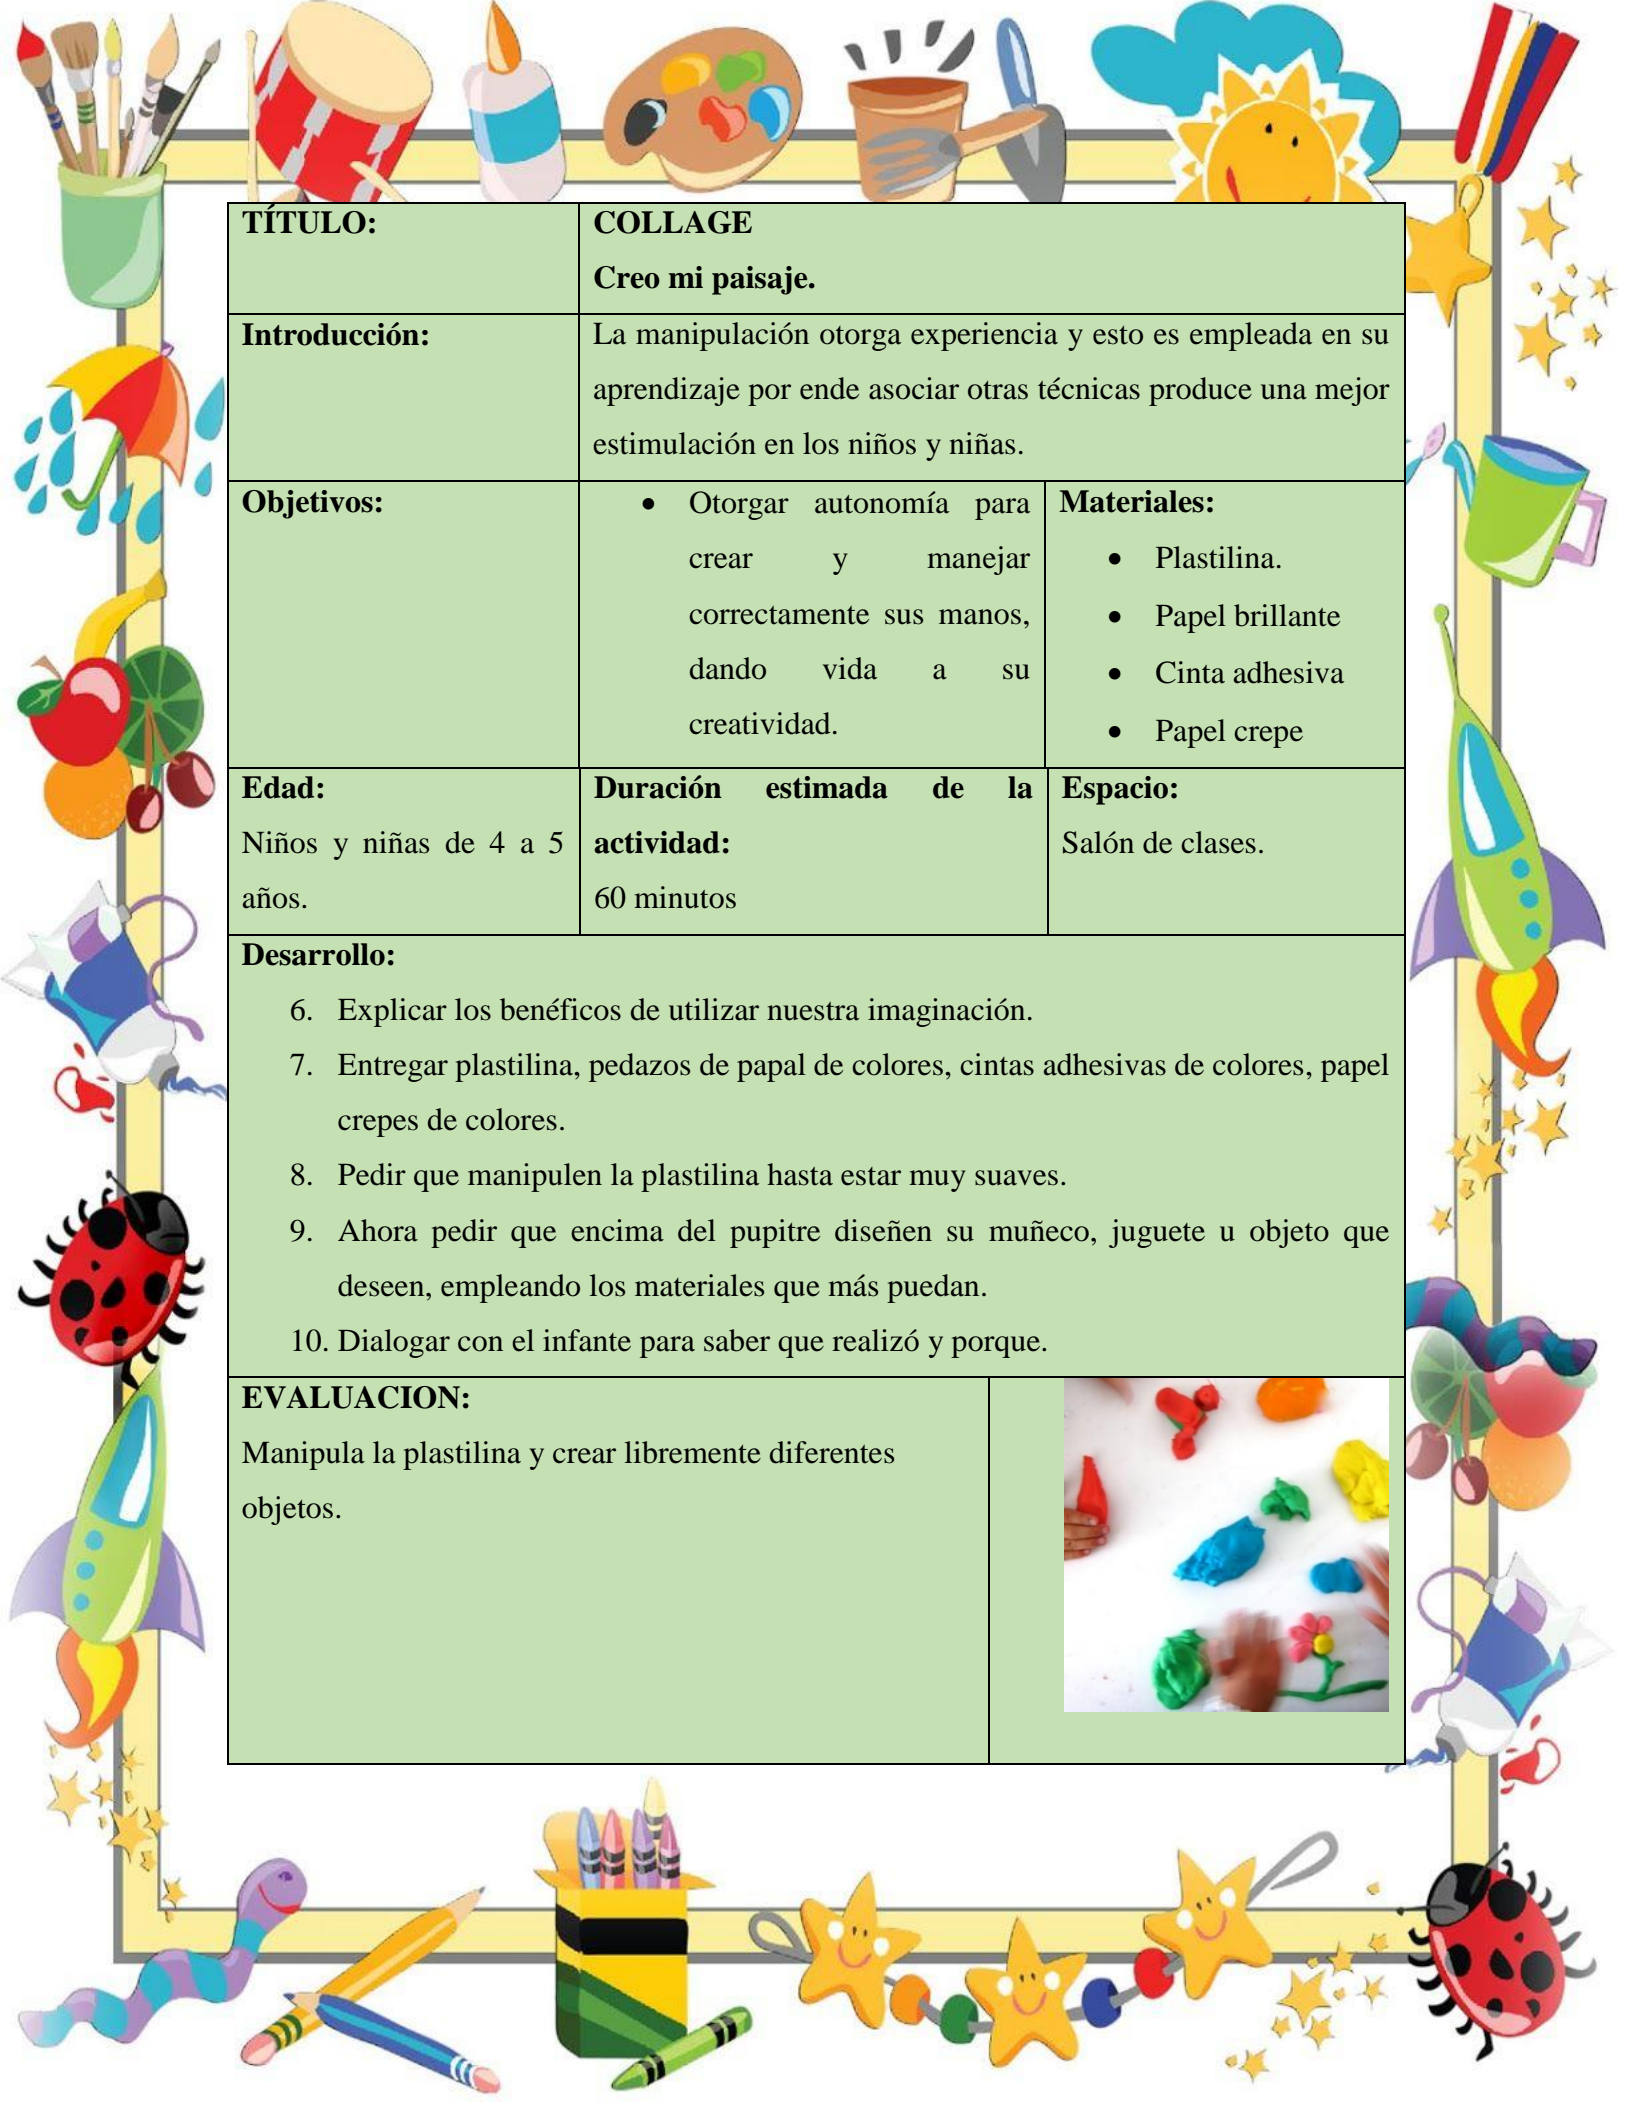 TÍTULO:
COLLAGE
Creo mi paisaje.
Introducción:
La manipulación otorga experiencia y esto es empleada en su
aprendizaje por ende asociar otras técnicas produce una mejor
estimulación en los niños y niñas.
Objetivos:
• Otorgar autonomía para
crear y manejar
correctamente sus manos,
dando vida a su
creatividad.
Materiales:
• Plastilina.
• Papel brillante
• Cinta adhesiva
• Papel crepe
Edad:
Niños y niñas de 4 a 5
años.
Duración estimada de la
actividad:
60 minutos
Espacio:
Salón de clases.
Desarrollo:
6. Explicar los benéficos de utilizar nuestra imaginación.
7. Entregar plastilina, pedazos de papal de colores, cintas adhesivas de colores, papel
crepes de colores.
8. Pedir que manipulen la plastilina hasta estar muy suaves.
9. Ahora pedir que encima del pupitre diseñen su muñeco, juguete u objeto que
deseen, empleando los materiales que más puedan.
10. Dialogar con el infante para saber que realizó y porque.
EVALUACION:
Manipula la plastilina y crear libremente diferentes
objetos.